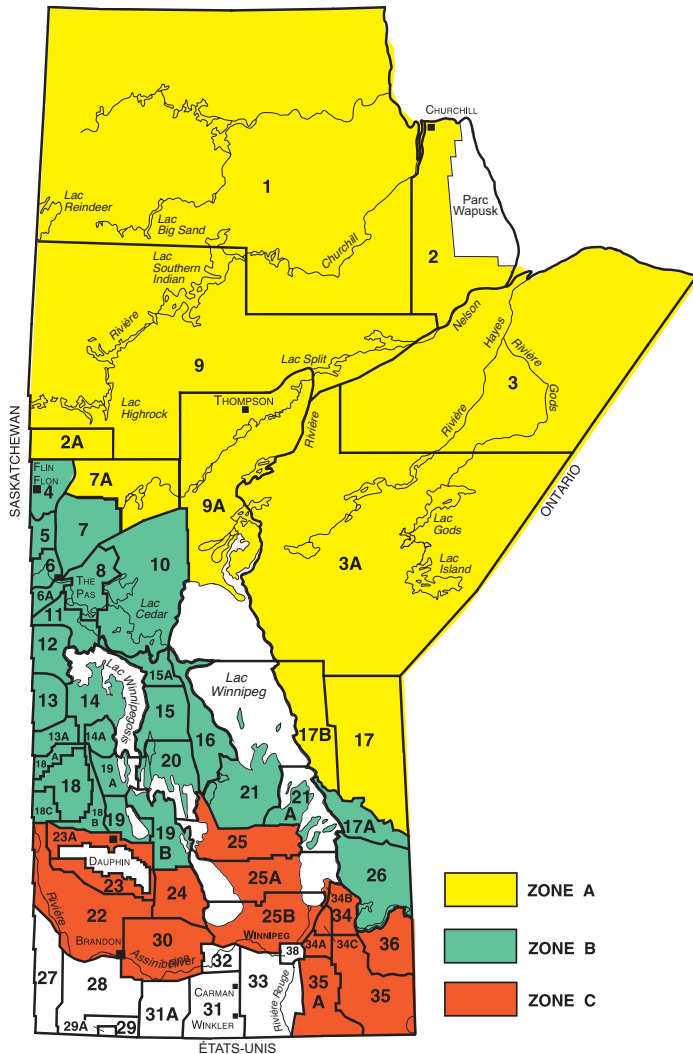 CHURCHILL
Parc
Wapusk
1
Lac
Reindeer
Lac
Big Sand
Churchill
2
Lac
Southern
Indian
Rivière
Nelson
Hayes
Rivière
Gods
9
Lac Split
3
Lac
Highrock
THOMPSON
Rivière
Rivière
SASKATCHEWAN
ONTARIO
2A
FLIN
FLON
4
7A
9A
3A
Lac
Gods
Lac
Island
5
7
10
6
8
THE
PAS
6A
Lac
Cedar
11
12
Lac Winnipegosis
15A
Lac
Winnipeg
13
14
15
16
17B
17
13A
14A
18
A
19
A
20
21
21
A
18
18C
18
B
19
19
B
17A
23A
25
DAUPHIN
26
23
24
25A
34B
Rivière
22
25B
34
BRANDON
30
WINNIPEG
34A
34C
36
Assiniboine
River
38
32
27
28
33
Rivière Rouge
35
A
35
CARMAN
31A
31
WINKLER
29A
29
ÉTATS-UNIS
ZONE A
ZONE B
ZONE C